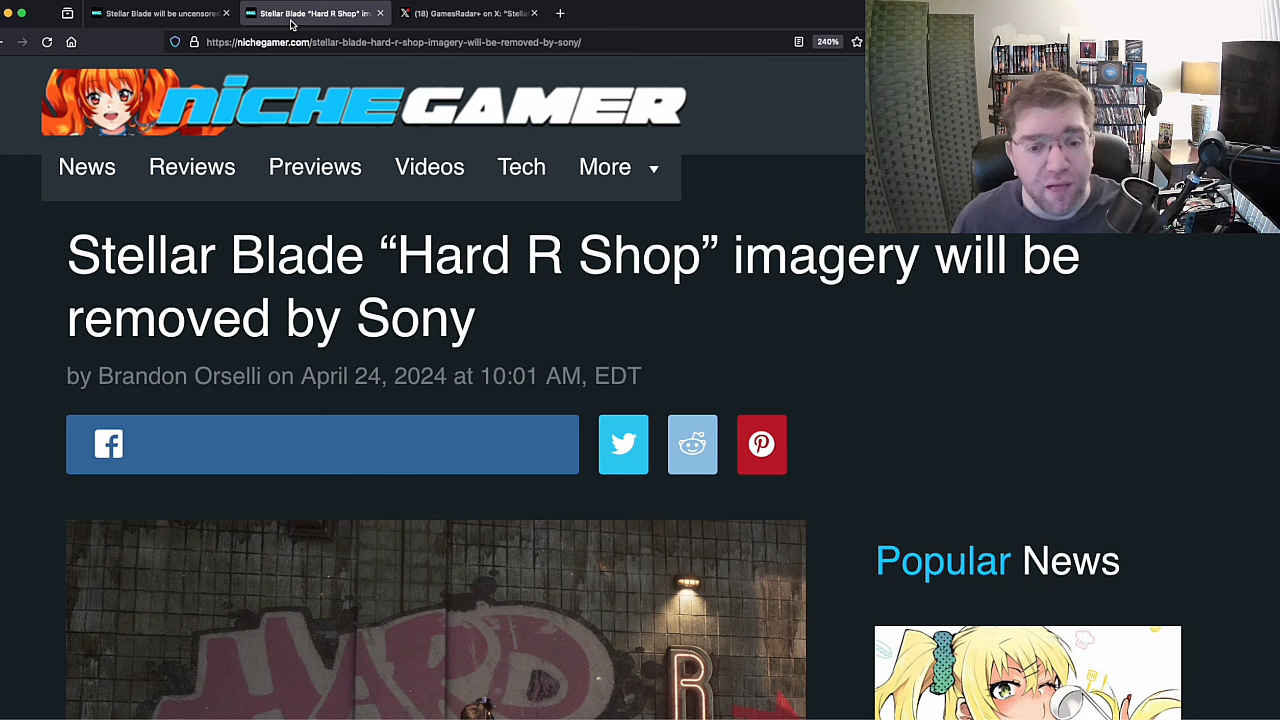 Stellar Blade will be uncensored
Stellar Blade “Hard R Shop” im
(18) GamesRadar+ on X: "Stella
https://nichegamer.com/stellar-blade-hard-r-shop-imagery-will-be-removed-by-sony/
240%
NICHEGAMER
News Reviews Previews Videos Tech More
Stellar Blade “Hard R Shop” imagery will be
removed by Sony
by Brandon Orselli on April 24, 2024 at 10:01 AM, EDT
Popular News
HARD
R